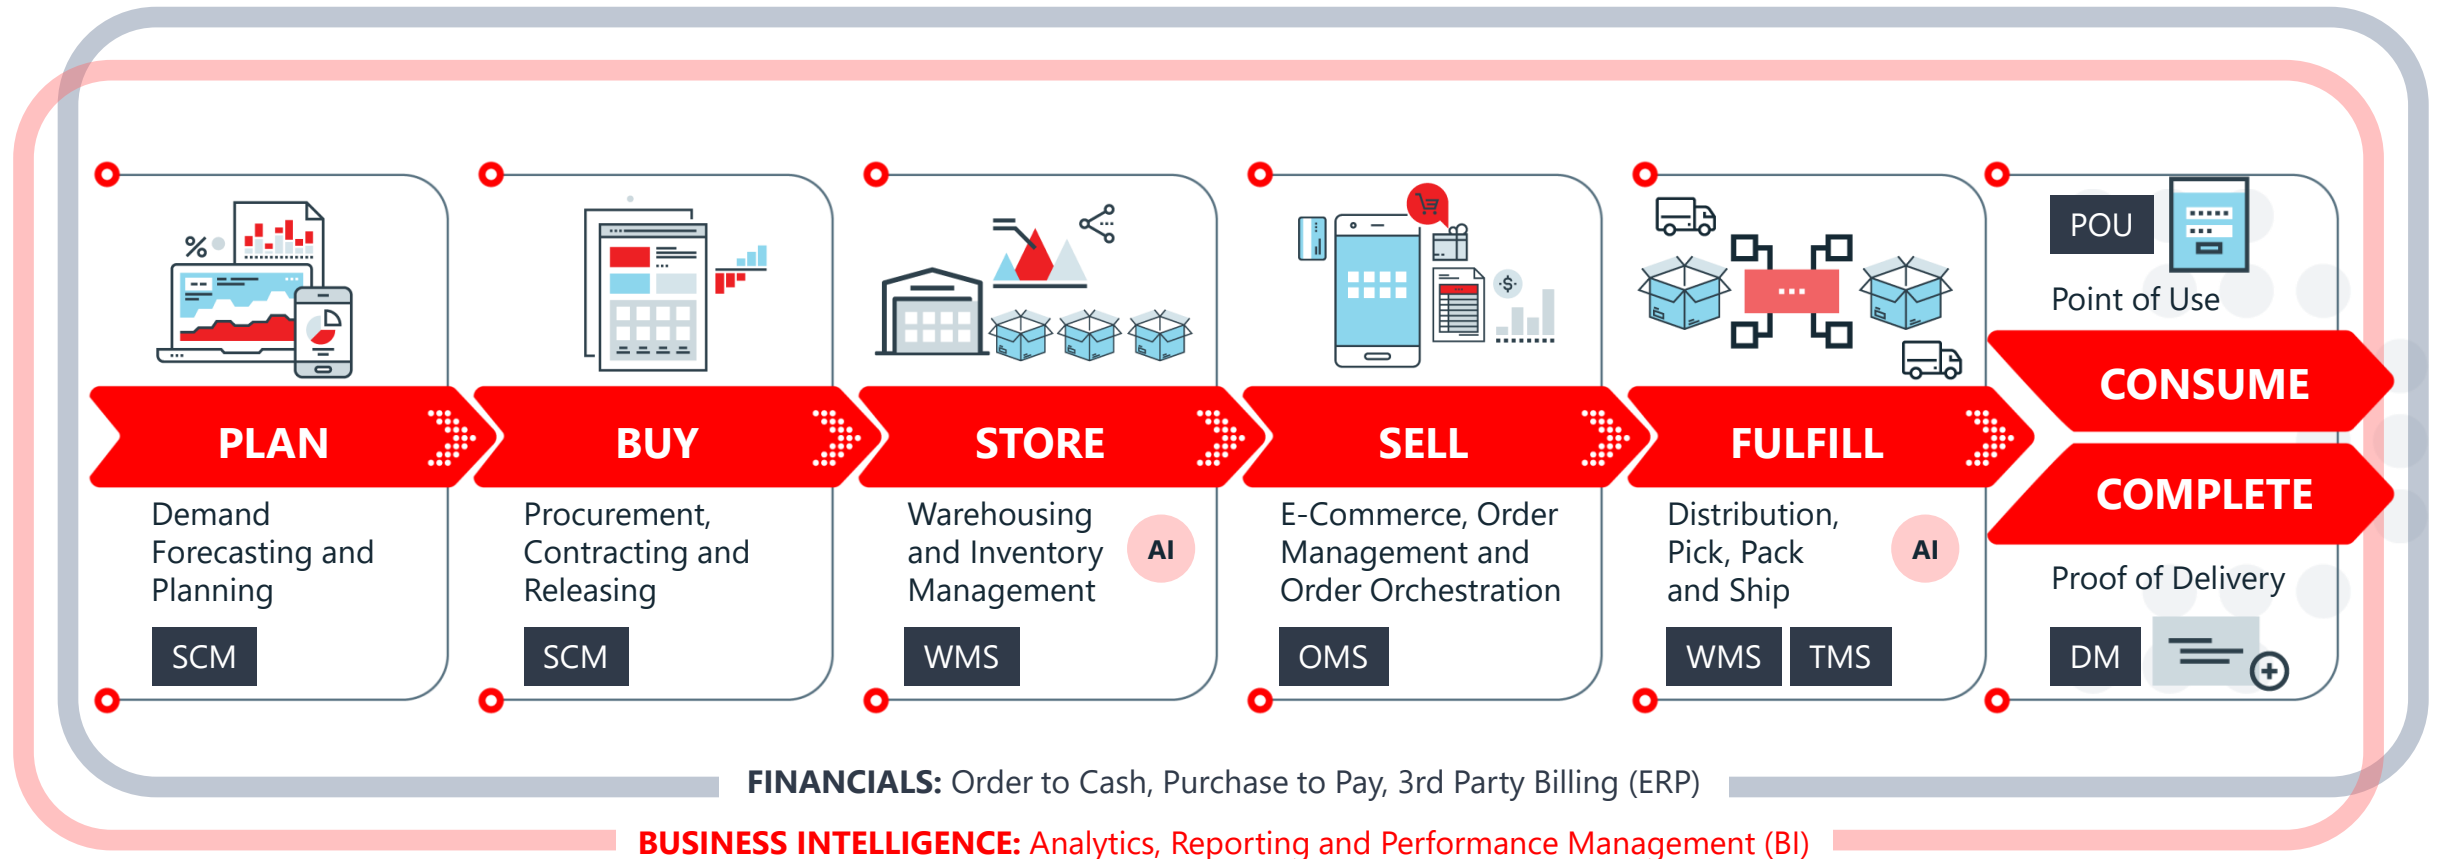 PLAN
Demand
Forecasting and
Planning
SCM
BUY
Procurement,
Contracting and
Releasing
SCM
STORE
Warehousing
and Inventory
Management
AI
WMS
SELL
E-Commerce, Order
Management and
Order Orchestration
OMS
FULFILL
Distribution,
Pick, Pack
and Ship
AI
WMS
TMS
POU
Point of Use
CONSUME
COMPLETE
Proof of Delivery
DM
FINANCIALS: Order to Cash, Purchase to Pay, 3rd Party Billing (ERP)
BUSINESS INTELLIGENCE: Analytics, Reporting and Performance Management (BI)